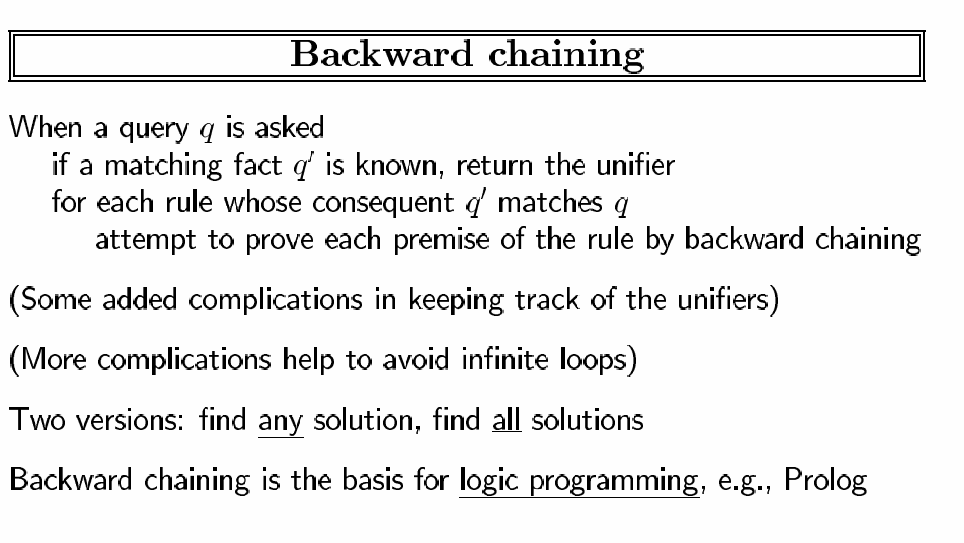 Backward chaining
When a query q is asked
if a matching fact q′ is known, return the unifier
for each rule whose consequent q′ matches q
attempt to prove each premise of the rule by backward chaining
(Some added complications in keeping track of the unifiers)
(More complications help to avoid infinite loops)
Two versions: find any solution, find all solutions
Backward chaining is the basis for logic programming, e.g., Prolog